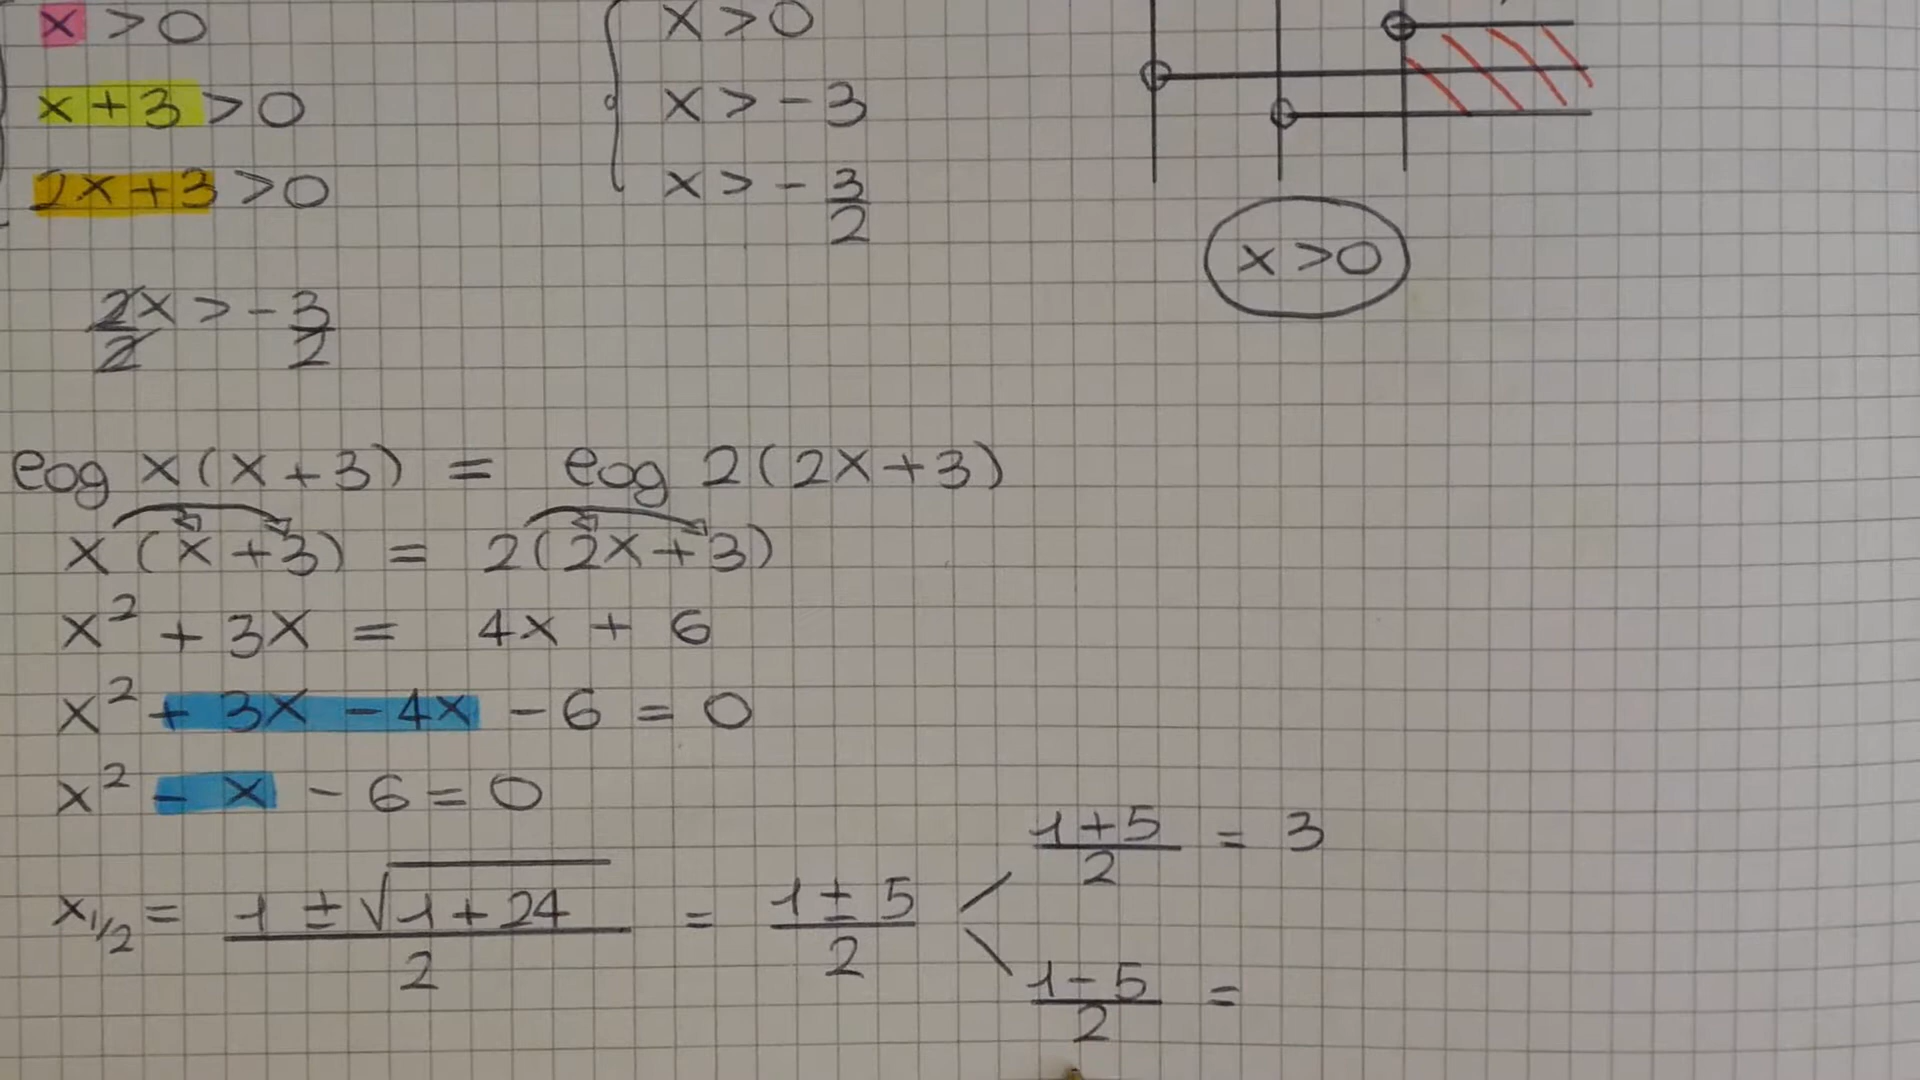 x > 0
x + 3 > 0
2x + 3 > 0
x > 0
x > - 3
x > - 3/2
x > 0
2x/2 > - 3/2
log x(x + 3) = log 2(2x + 3)
x(x + 3) = 2(2x + 3)
x² + 3x = 4x + 6
x² + 3x - 4x - 6 = 0
x² - x - 6 = 0
x₁/₂ = (1 ± √(1 + 24))/2 = (1 ± 5)/2
(1 + 5)/2 = 3
(1 - 5)/2 =